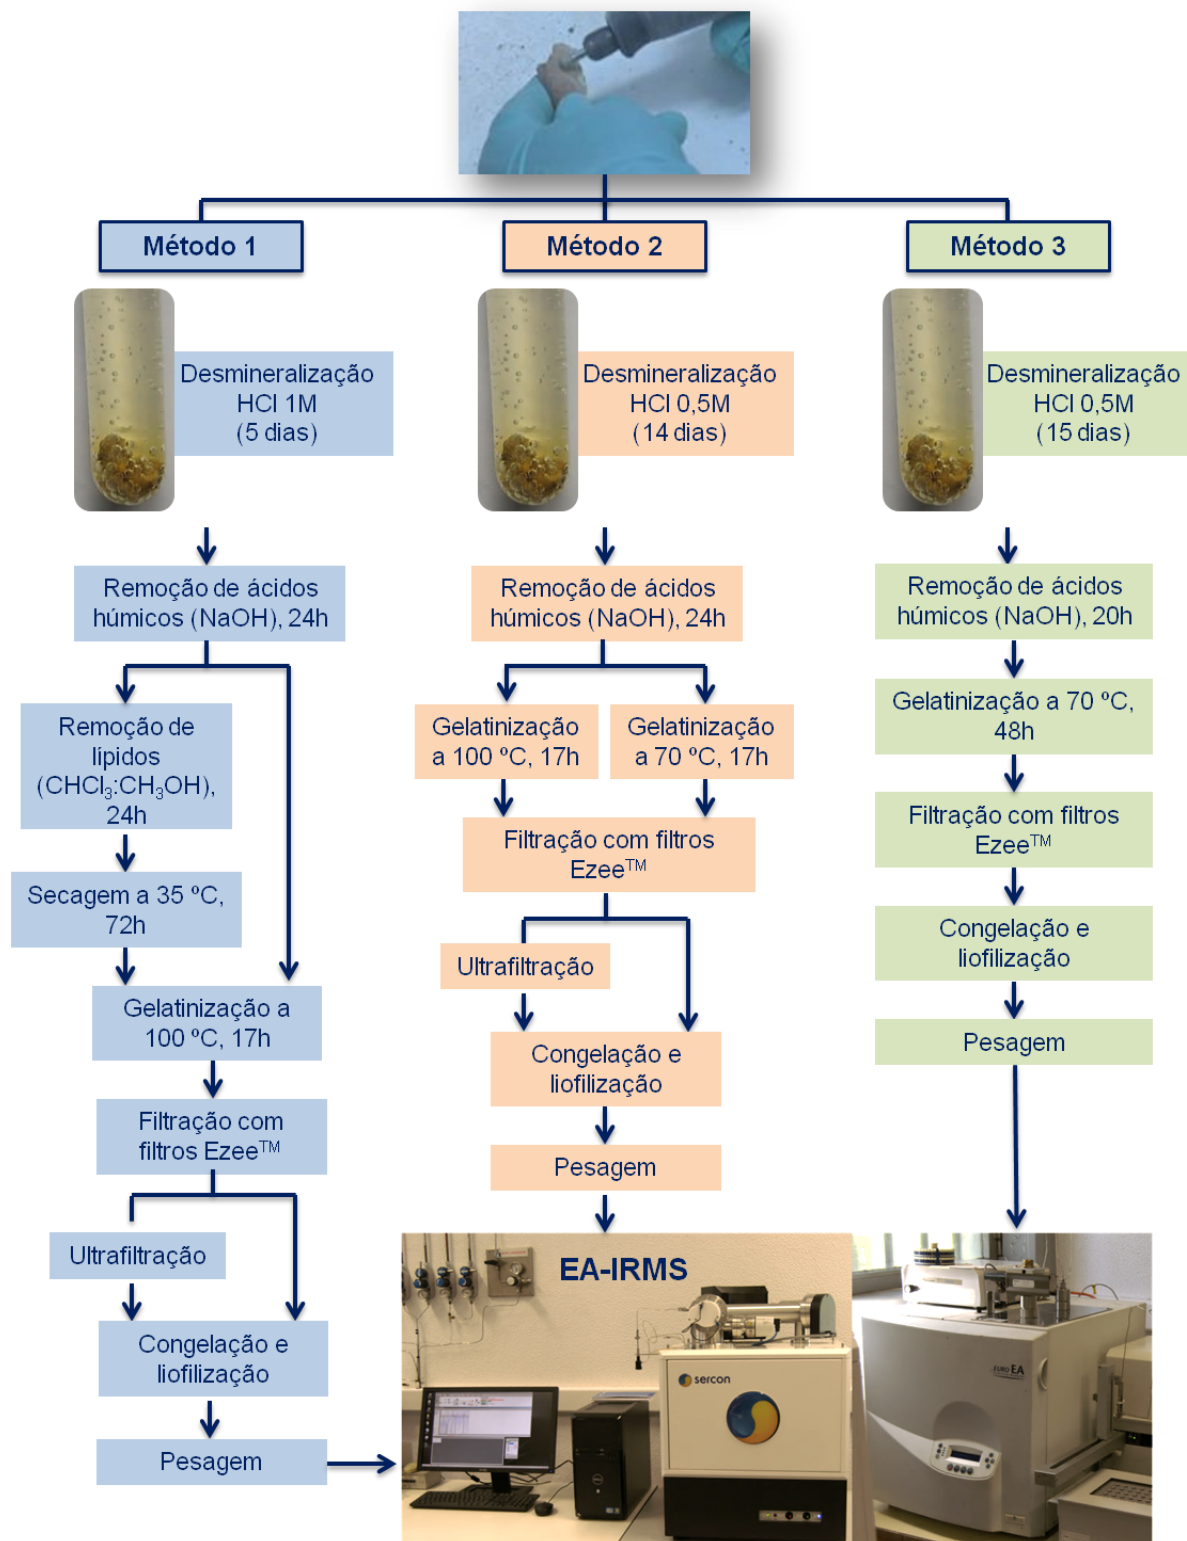 Método 1
Método 2
Método 3
Desmineralização
HCl 1M
(5 dias)
Desmineralização
HCl 0,5M
(14 dias)
Desmineralização
HCl 0,5M
(15 dias)
Remoção de ácidos
húmicos (NaOH), 24h
Remoção de
lípidos
(CHCl₃:CH₃OH),
24h
Secagem a 35 ºC,
72h
Gelatinização a
100 ºC, 17h
Filtração com
filtros Ezee™
Ultrafiltração
Congelação e
liofilização
Pesagem
Remoção de ácidos
húmicos (NaOH), 24h
Gelatinização
a 100 ºC, 17h
Gelatinização
a 70 ºC, 17h
Filtração com filtros
Ezee™
Ultrafiltração
Congelação e
liofilização
Pesagem
Remoção de ácidos
húmicos (NaOH), 20h
Gelatinização a 70 ºC,
48h
Filtração com filtros
Ezee™
Congelação e
liofilização
Pesagem
EA-IRMS
sercon
EURO EA